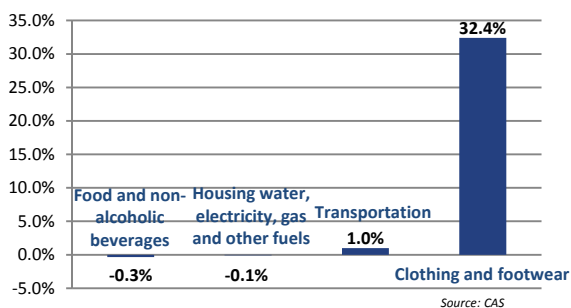 35.0%
30.0%
25.0%
20.0%
15.0%
10.0%
5.0%
0.0%
-5.0%
Food and non-
alcoholic
beverages
-0.3%
Housing water,
electricity, gas
and other fuels
-0.1%
Transportation
1.0%
32.4%
Clothing and footwear
Source: CAS